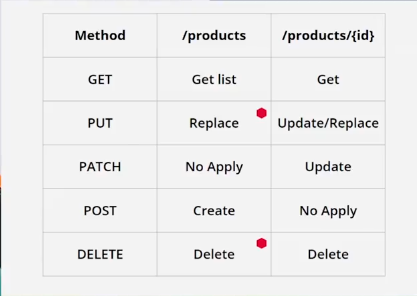 Method /products /products/{id}
GET Get list Get
PUT Replace Update/Replace
PATCH No Apply Update
POST Create No Apply
DELETE Delete Delete